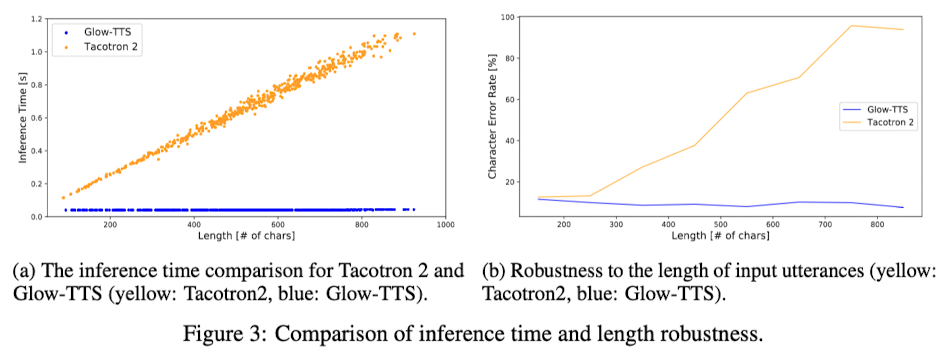 1.2
1.0
0.8
0.6
0.4
0.2
0.0
Inference Time [s]
Glow-TTS
Tacotron 2
200
400
600
800
1000
Length [# of chars]
100
80
60
40
20
Character Error Rate [%]
Glow-TTS
Tacotron 2
200
300
400
500
600
700
800
Length [# of chars]
(a) The inference time comparison for Tacotron 2 and
Glow-TTS (yellow: Tacotron2, blue: Glow-TTS).
(b) Robustness to the length of input utterances (yellow:
Tacotron2, blue: Glow-TTS).
Figure 3: Comparison of inference time and length robustness.